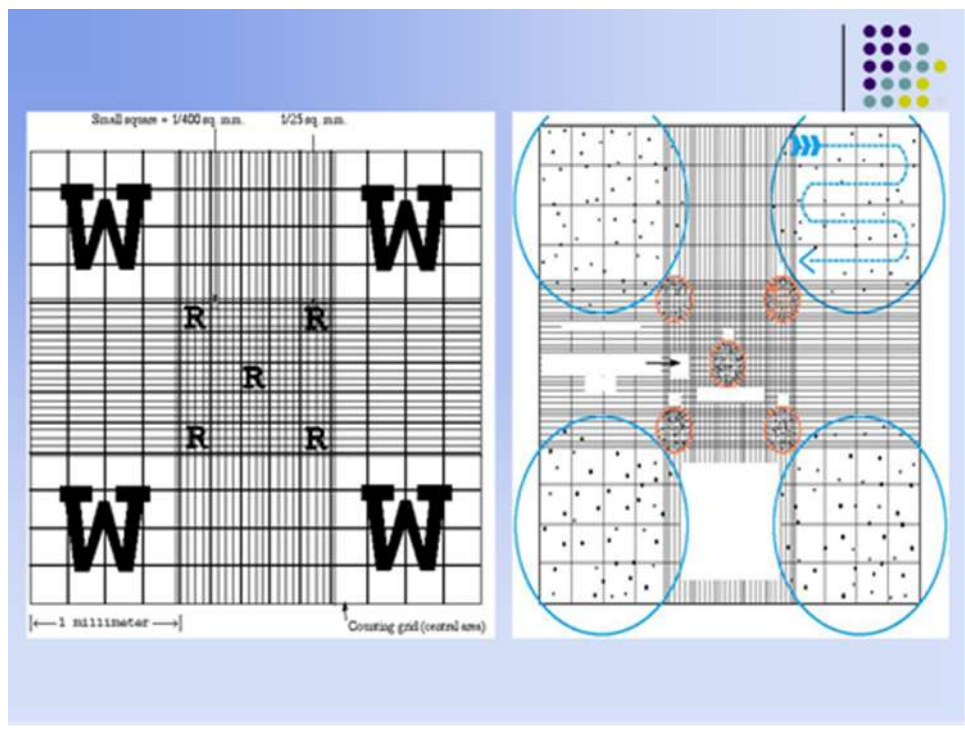 Small square = 1/400 sq. mm. 1/25 sq. mm.
W W
R R
R
R R
W W
1 millimeter
Counting grid (central area)